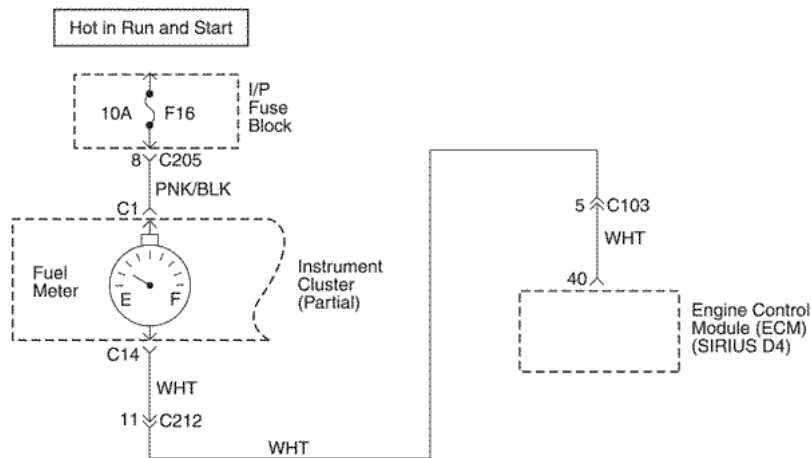 Hot in Run and Start
10A F16
I/P
Fuse
Block
8 C205
PNK/BLK
C1
Fuel
Meter
E F
Instrument
Cluster
(Partial)
C14
WHT
11 C212
WHT
5 C103
WHT
40
Engine Control
Module (ECM)
(SIRIUS D4)